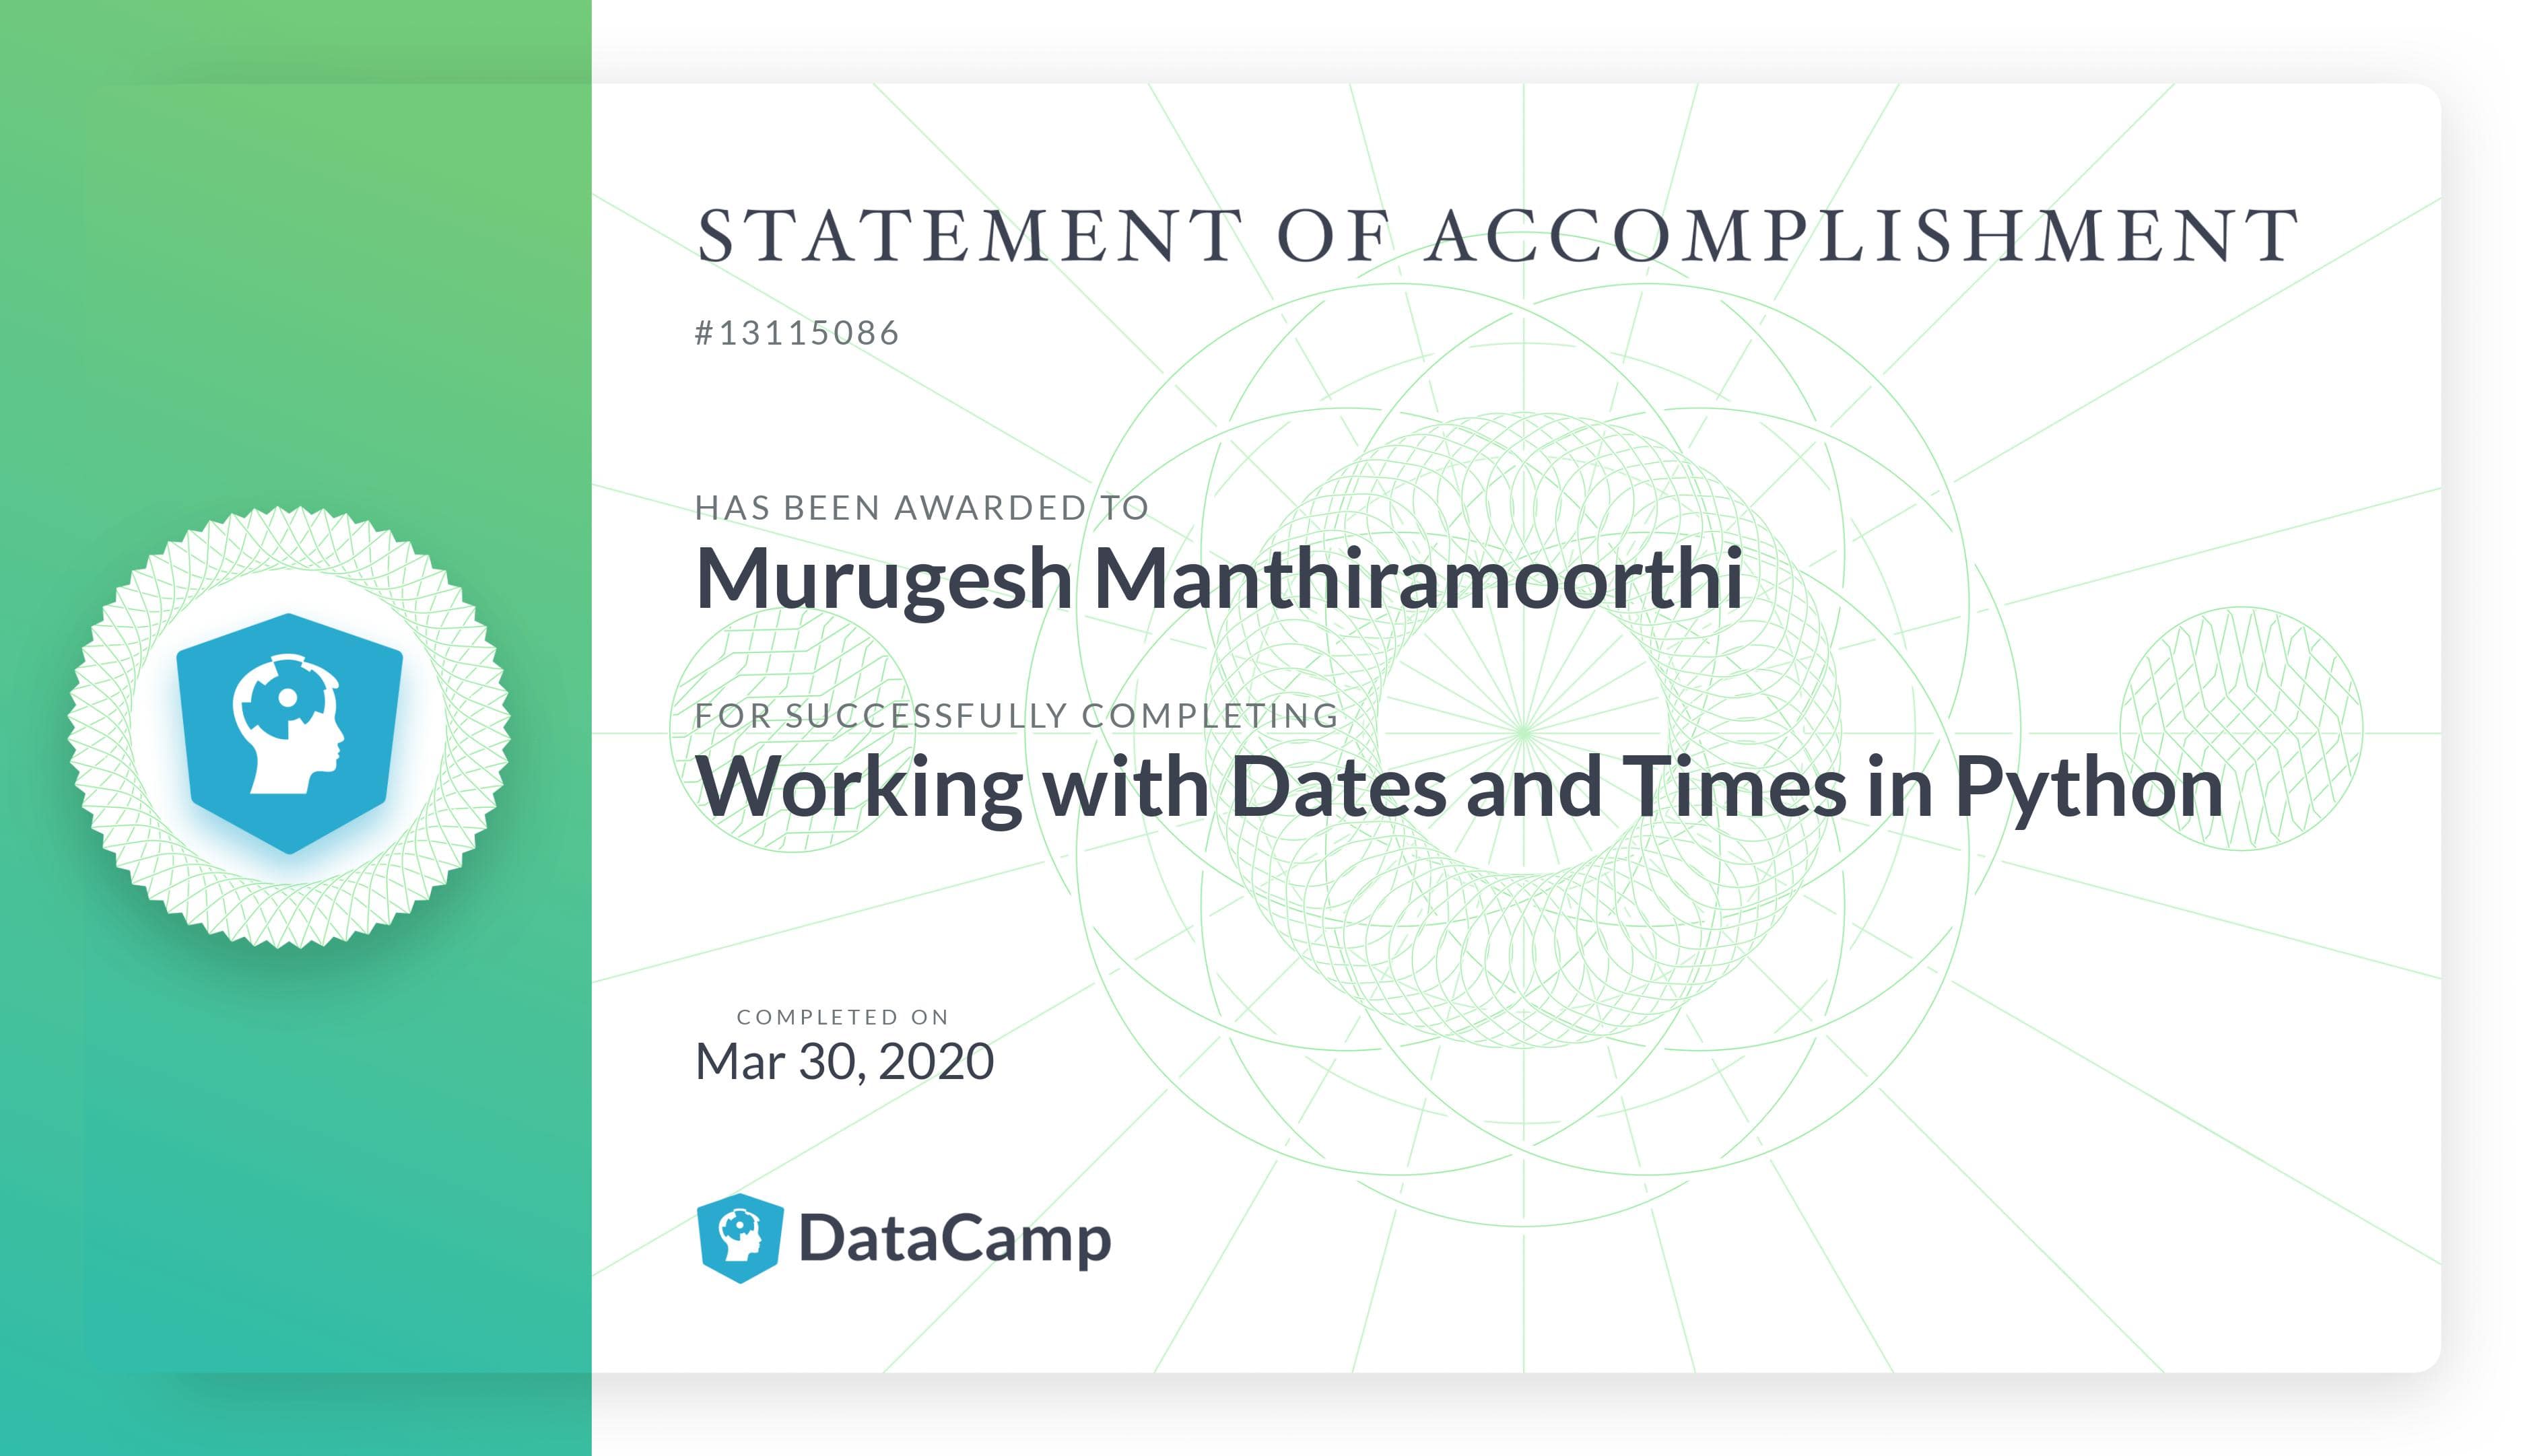 STATEMENT OF ACCOMPLISHMENT
#13115086
HAS BEEN AWARDED TO
Murugesh Manthiramoorthi
FOR SUCCESSFULLY COMPLETING
Working with Dates and Times in Python
COMPLETED ON
Mar 30, 2020
DataCamp